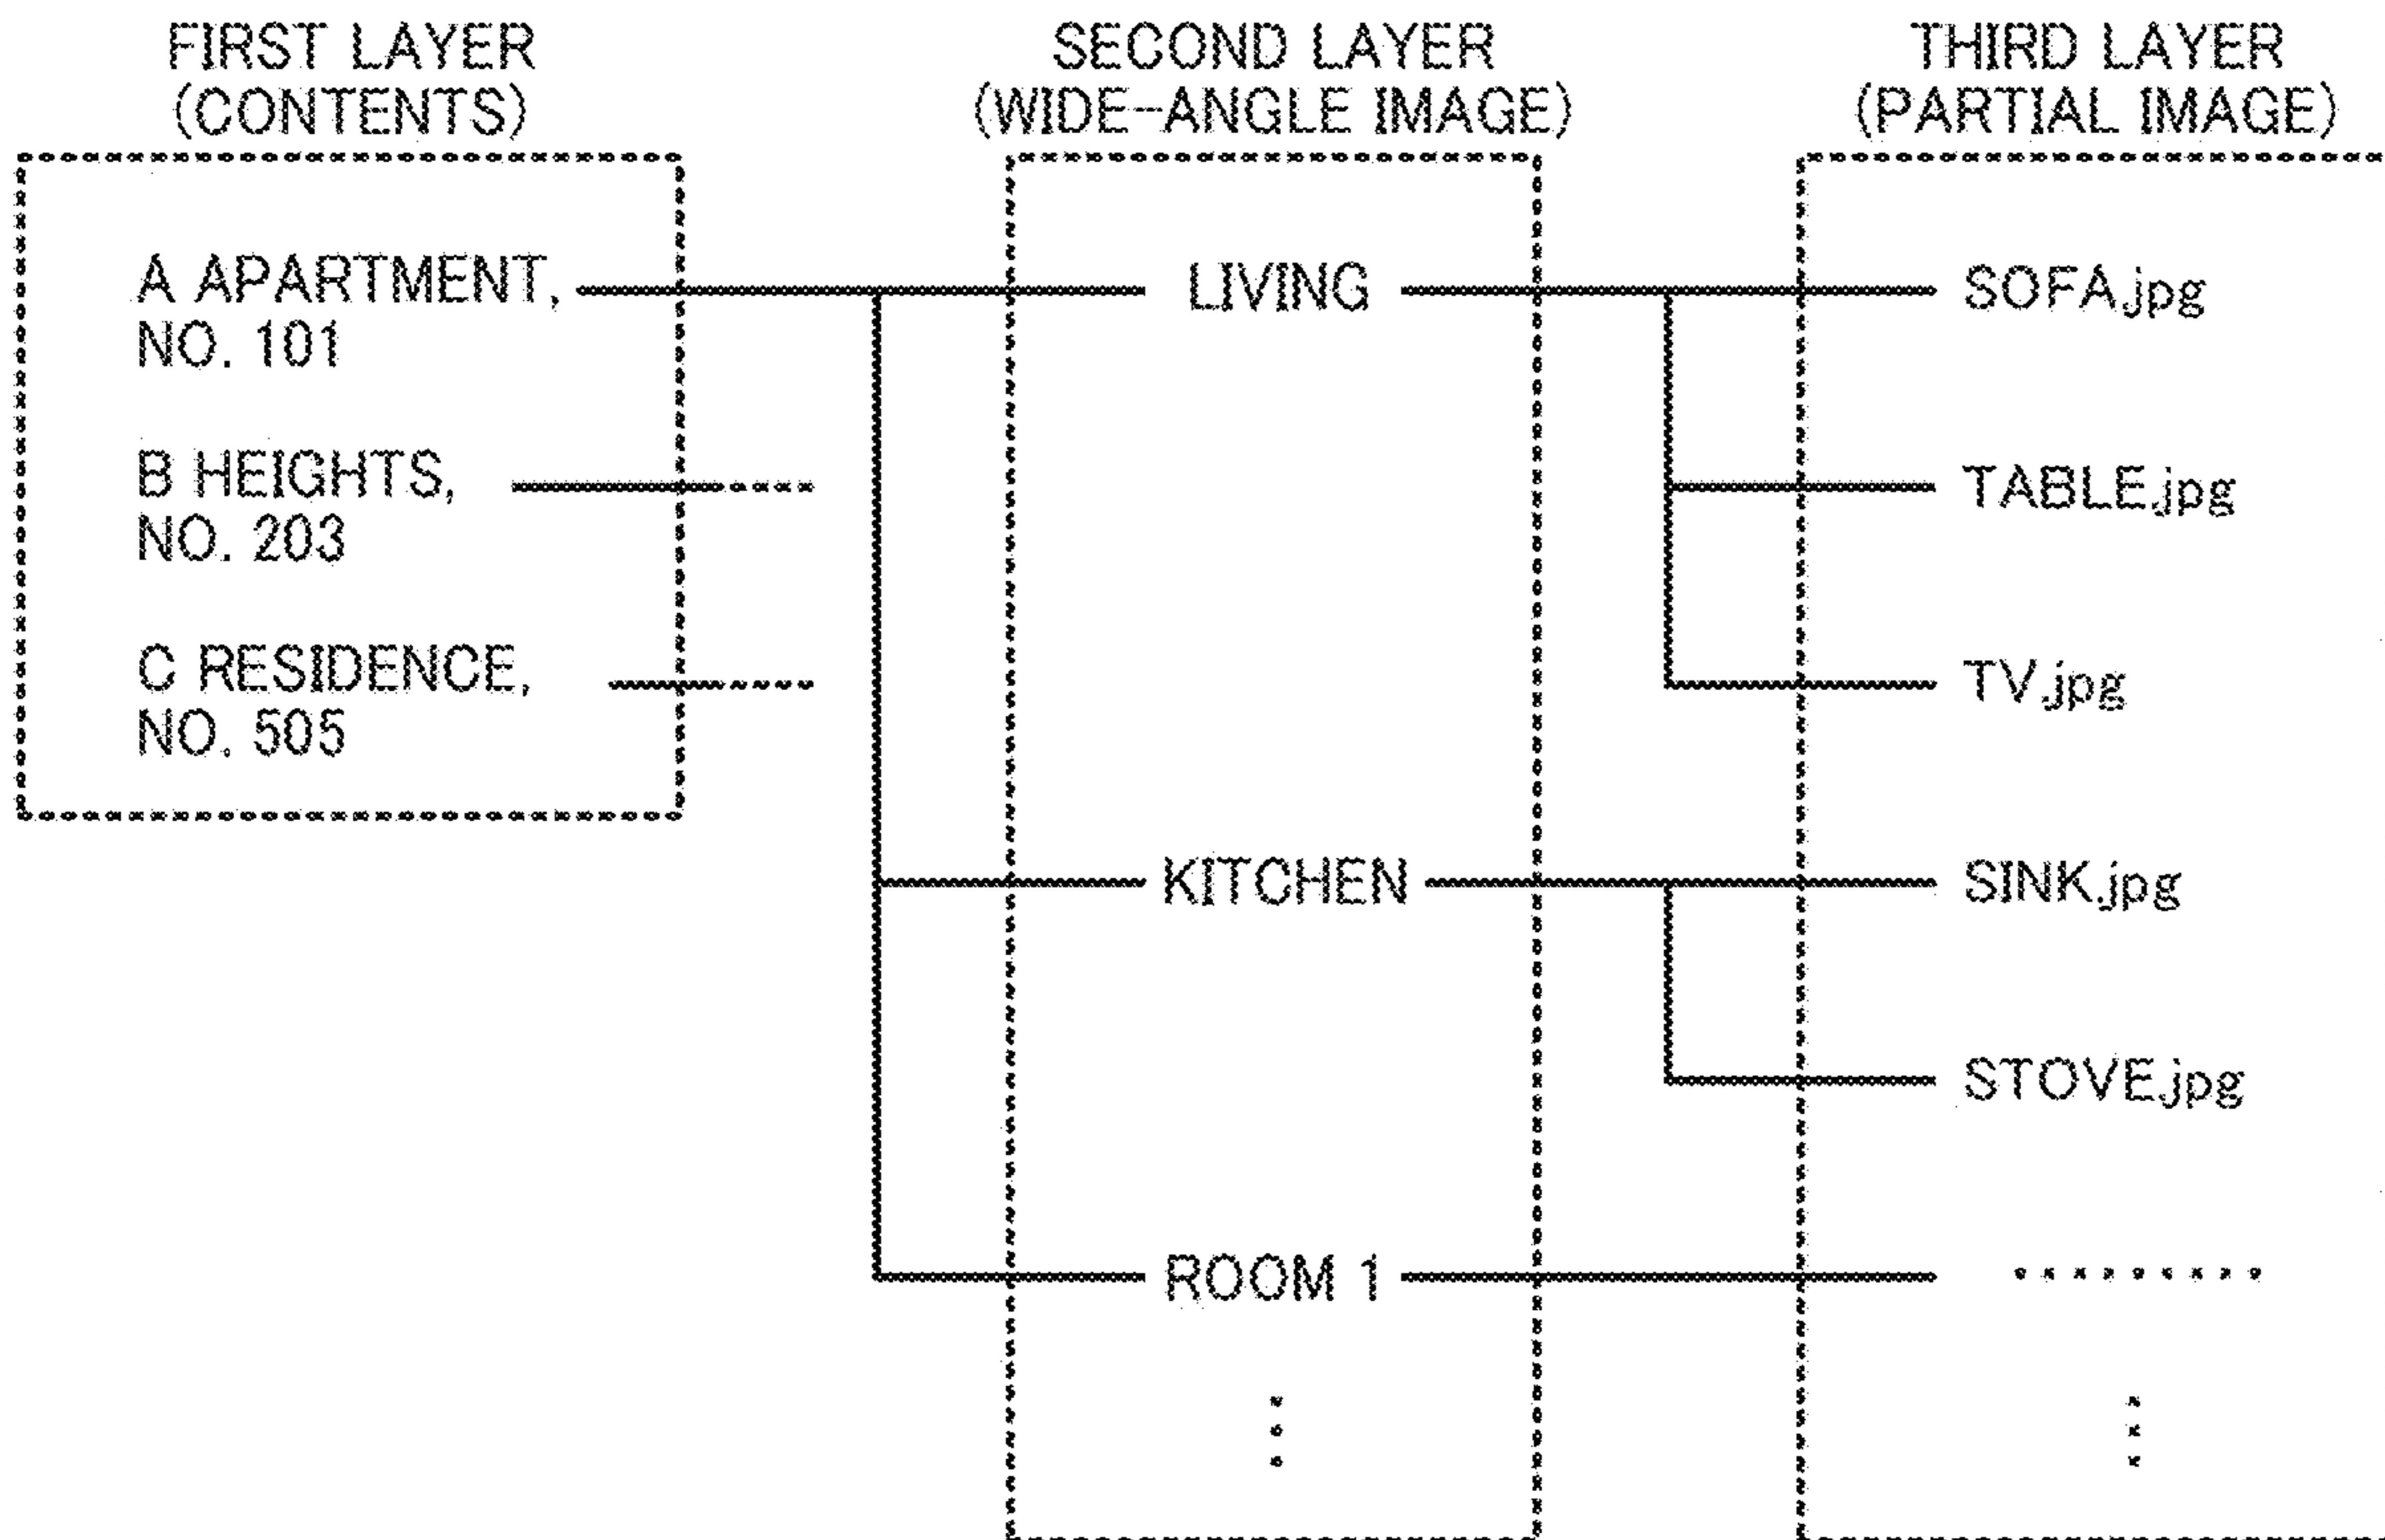 FIRST LAYER
(CONTENTS)
SECOND LAYER
(WIDE-ANGLE IMAGE)
THIRD LAYER
(PARTIAL IMAGE)
A APARTMENT,
NO. 101
B HEIGHTS,
NO. 203
C RESIDENCE,
NO. 505
LIVING
KITCHEN
ROOM 1
SOFA.jpg
TABLE.jpg
TV.jpg
SINK.jpg
STOVE.jpg